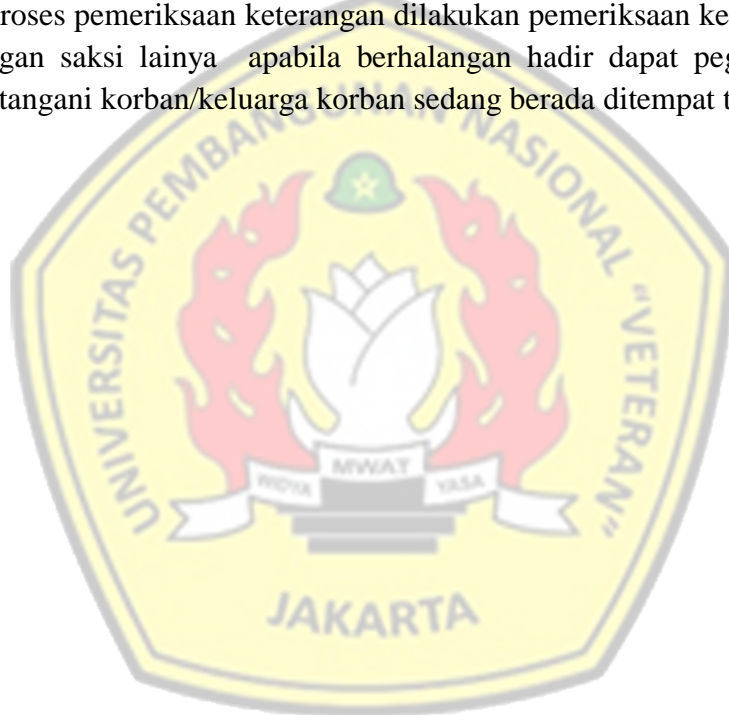 roses pemeriksaan keterangan dilakukan pemeriksaan ke
gan saksi lainya apabila berhalangan hadir dapat peg
tangani korban/keluarga korban sedang berada ditempat t
UNIVERSITAS PEMBANGUNAN NASIONAL "VETERAN"
WIDYA MWAT YASA
JAKARTA